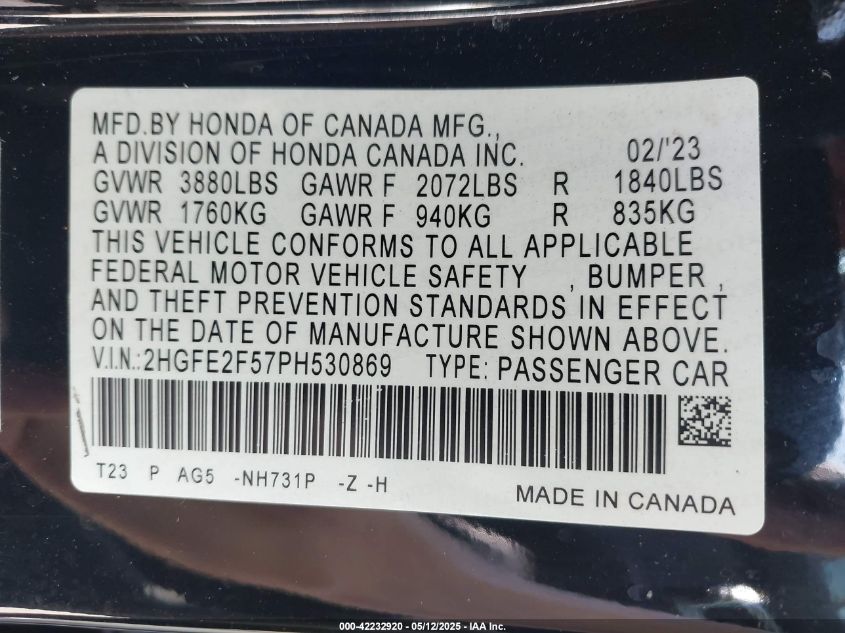 MFD.BY HONDA OF CANADA MFG.,
A DIVISION OF HONDA CANADA INC. 02/'23
GVWR 3880LBS GAWR F 2072LBS R 1840LBS
GVWR 1760KG GAWR F 940KG R 835KG
THIS VEHICLE CONFORMS TO ALL APPLICABLE
FEDERAL MOTOR VEHICLE SAFETY , BUMPER ,
AND THEFT PREVENTION STANDARDS IN EFFECT
ON THE DATE OF MANUFACTURE SHOWN ABOVE.
V.I.N.:2HGFE2F57PH530869 TYPE: PASSENGER CAR
T23 P AG5 -NH731P -Z -H
MADE IN CANADA
000-42232920 - 05/12/2025 - IAA Inc.